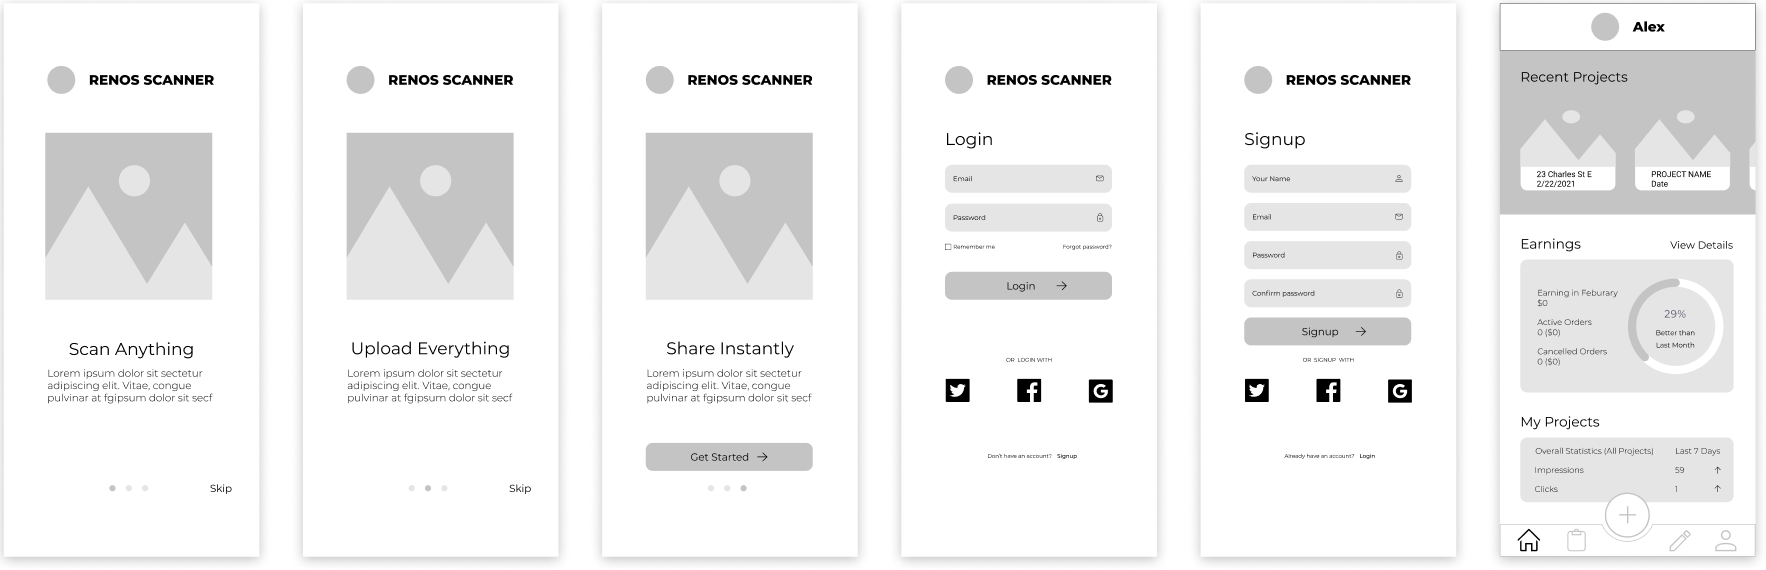 RENOS SCANNER
Scan Anything
Lorem ipsum dolor sit sectetur
adipiscing elit. Vitae, congue
pulvinar at fgipsum dolor sit secf
Skip
RENOS SCANNER
Upload Everything
Lorem ipsum dolor sit sectetur
adipiscing elit. Vitae, congue
pulvinar at fgipsum dolor sit secf
Skip
RENOS SCANNER
Share Instantly
Lorem ipsum dolor sit sectetur
adipiscing elit. Vitae, congue
pulvinar at fgipsum dolor sit secf
Get Started
RENOS SCANNER
Login
Email
Password
Remember me Forgot password?
Login
OR LOGIN WITH
Don't have an account? Signup
RENOS SCANNER
Signup
Your Name
Email
Password
Confirm password
Signup
OR SIGNUP WITH
Already have an account? Login
Alex
Recent Projects
23 Charles St E
2/22/2021
PROJECT NAME
Date
Earnings View Details
Earning in Feburary
$0
Active Orders
0 ($0)
Cancelled Orders
0 ($0)
29%
Better than
Last Month
My Projects
Overall Statistics (All Projects) Last 7 Days
Impressions 59
Clicks 1